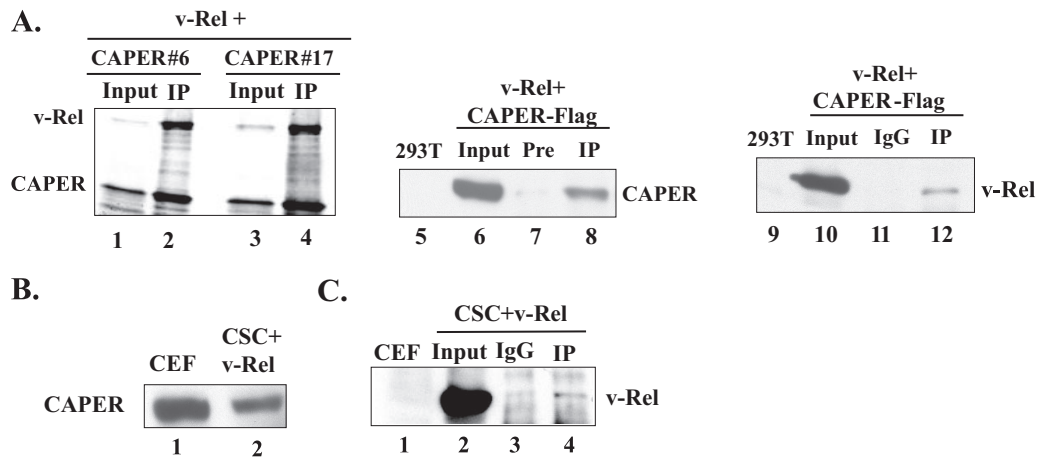 A.
v-Rel +
CAPER#6 CAPER#17
Input IP Input IP
v-Rel
CAPER
1 2 3 4
v-Rel+
CAPER-Flag
293T Input Pre IP
CAPER
5 6 7 8
v-Rel+
CAPER-Flag
293T Input IgG IP
v-Rel
9 10 11 12
B.
CSC+
CEF v-Rel
CAPER
1 2
C.
CSC+v-Rel
CEF Input IgG IP
v-Rel
1 2 3 4